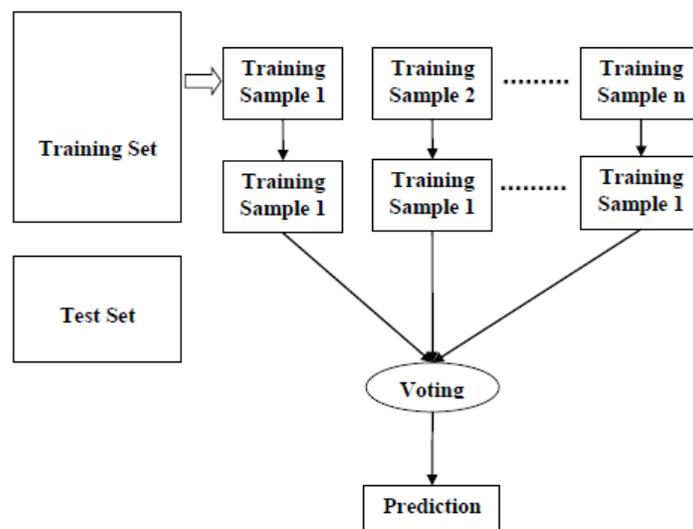 Training Set
Training
Sample 1
Training
Sample 2
.........
Training
Sample n
Training
Sample 1
Training
Sample 1
.........
Training
Sample 1
Test Set
Voting
Prediction